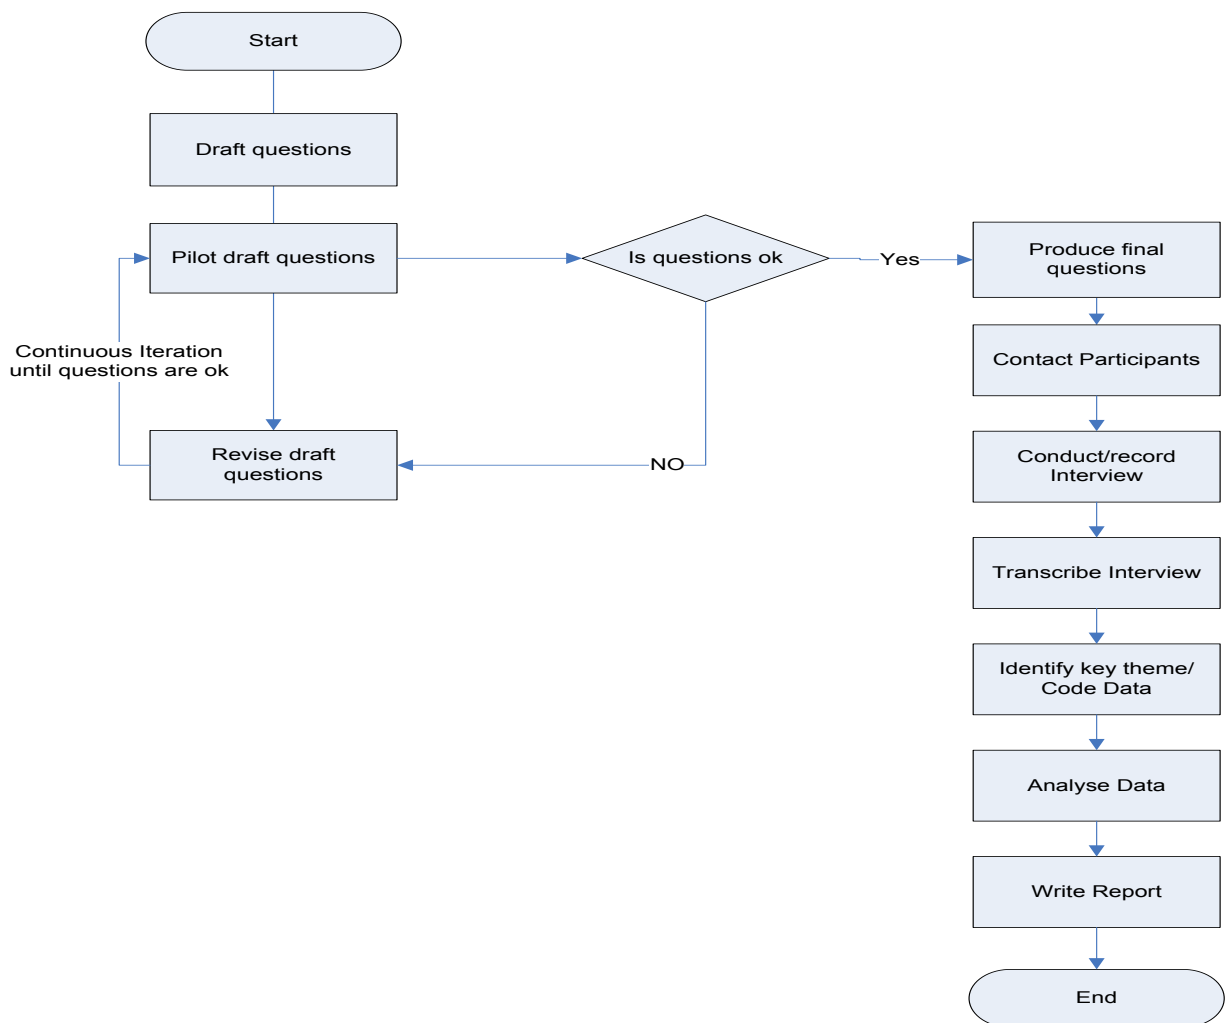 Start
Draft questions
Pilot draft questions
Is questions ok
Yes
Produce final
questions
Continuous Iteration
until questions are ok
Contact Participants
Revise draft
questions
NO
Conduct/record
Interview
Transcribe Interview
Identify key theme/
Code Data
Analyse Data
Write Report
End